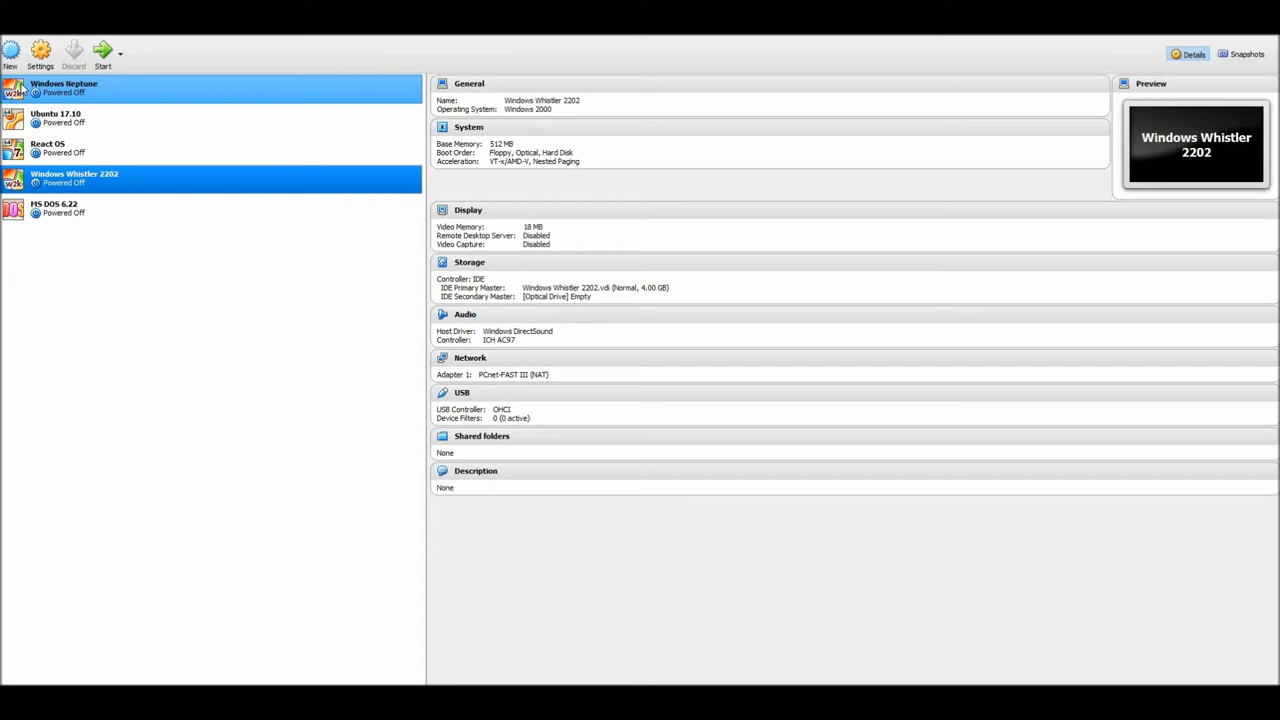 New
Settings
Discard
Start
Details
Snapshots
Windows Neptune
Powered Off
Ubuntu 17.10
Powered Off
React OS
Powered Off
Windows Whistler 2202
Powered Off
MS DOS 6.22
Powered Off
General
Name: Windows Whistler 2202
Operating System: Windows 2000
System
Base Memory: 512 MB
Boot Order: Floppy, Optical, Hard Disk
Acceleration: VT-x/AMD-V, Nested Paging
Preview
Windows Whistler
2202
Display
Video Memory: 18 MB
Remote Desktop Server: Disabled
Video Capture: Disabled
Storage
Controller: IDE
IDE Primary Master: Windows Whistler 2202.vdi (Normal, 4.00 GB)
IDE Secondary Master: [Optical Drive] Empty
Audio
Host Driver: Windows DirectSound
Controller: ICH AC97
Network
Adapter 1: PCnet-FAST III (NAT)
USB
USB Controller: OHCI
Device Filters: 0 (0 active)
Shared folders
None
Description
None